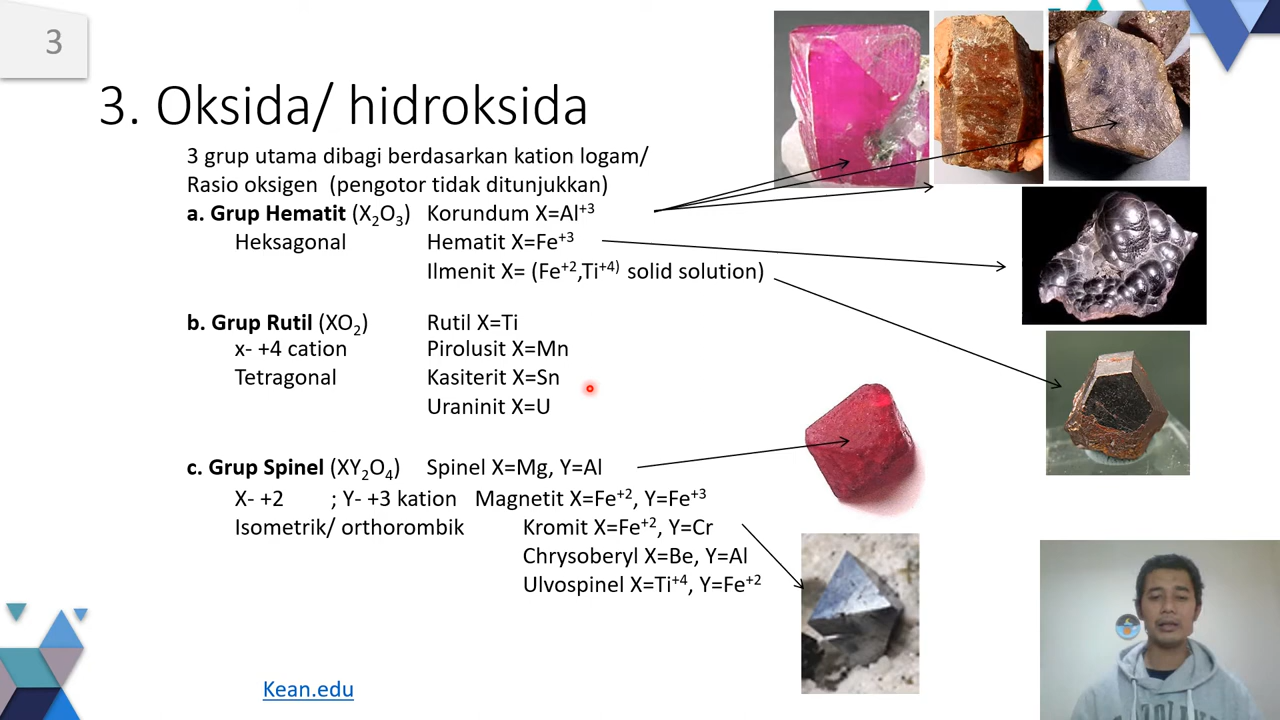 3
3. Oksida/ hidroksida
3 grup utama dibagi berdasarkan kation logam/
Rasio oksigen (pengotor tidak ditunjukkan)
a. Grup Hematit (X₂O₃) Korundum X=Al⁺³
Heksagonal Hematit X=Fe⁺³
Ilmenit X= (Fe⁺²,Ti⁺⁴⁾ solid solution)
b. Grup Rutil (XO₂) Rutil X=Ti
x- +4 cation Pirolusit X=Mn
Tetragonal Kasiterit X=Sn
Uraninit X=U
c. Grup Spinel (XY₂O₄) Spinel X=Mg, Y=Al
X- +2 ; Y- +3 kation Magnetit X=Fe⁺², Y=Fe⁺³
Isometrik/ orthorombik Kromit X=Fe⁺², Y=Cr
Chrysoberyl X=Be, Y=Al
Ulvospinel X=Ti⁺⁴, Y=Fe⁺²
Kean.edu